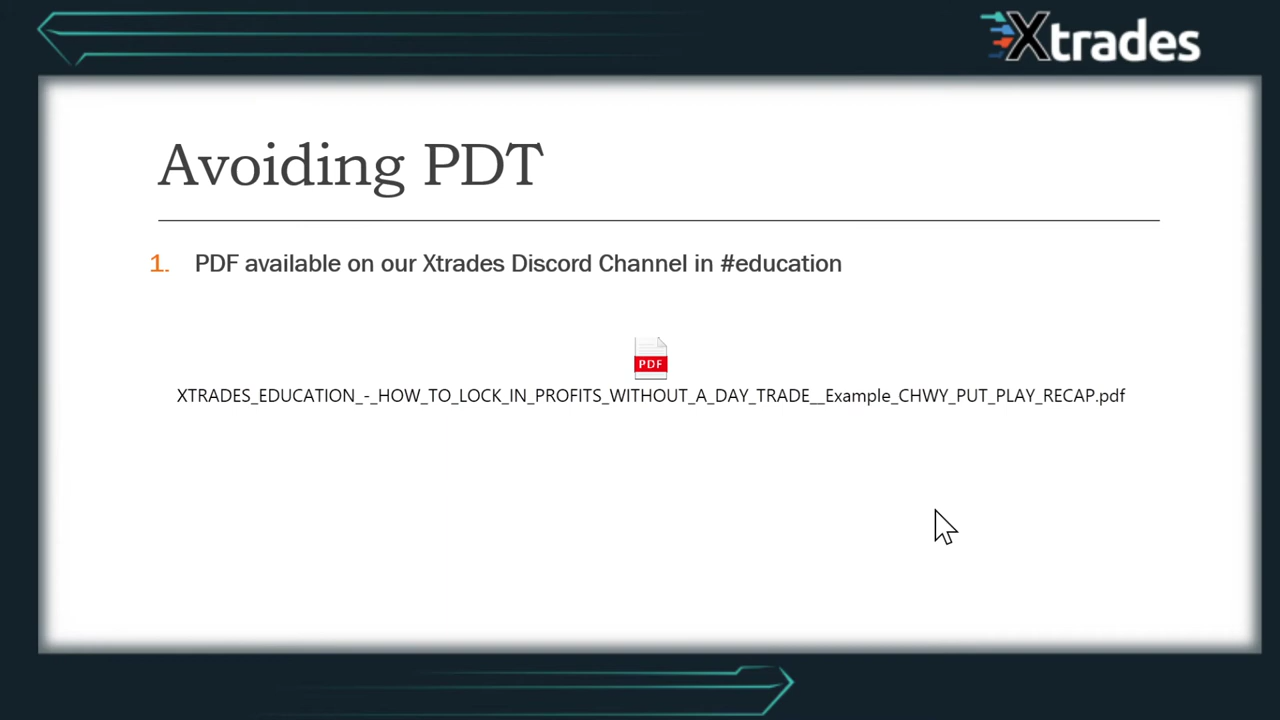 Xtrades
Avoiding PDT
1. PDF available on our Xtrades Discord Channel in #education
PDF
XTRADES_EDUCATION_-_HOW_TO_LOCK_IN_PROFITS_WITHOUT_A_DAY_TRADE__Example_CHWY_PUT_PLAY_RECAP.pdf